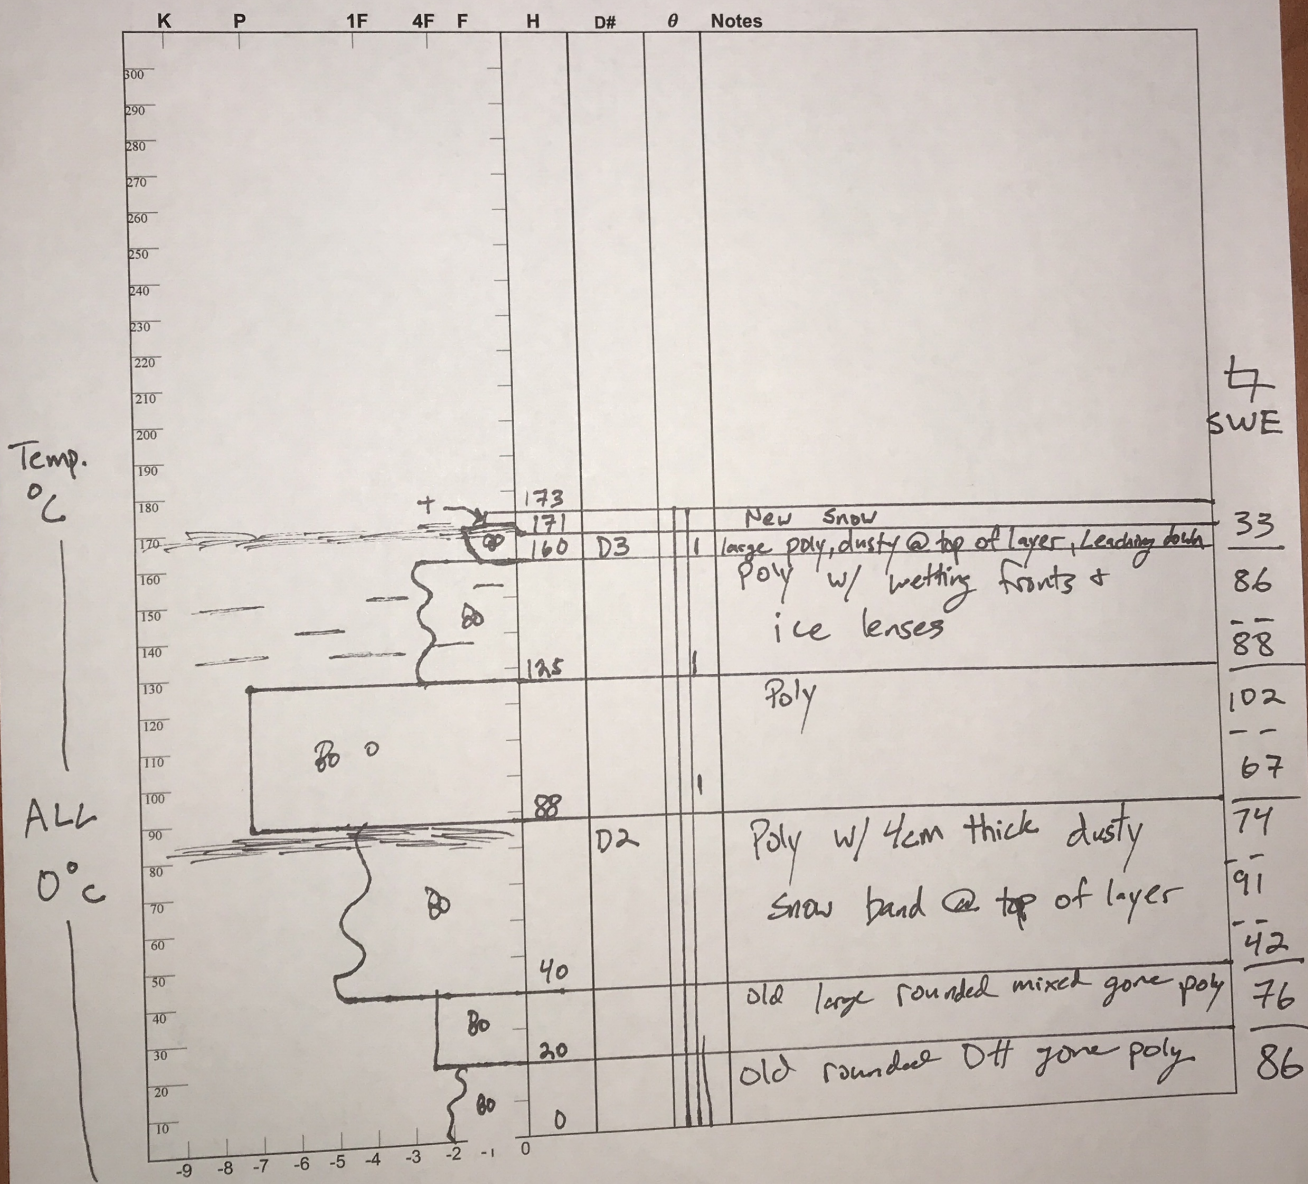 K P 1F 4F F H D# θ Notes
300
290
280
270
260
250
240
230
220
210
SWE
200
Temp.
190
°C
180
+ 173
New Snow 33
171
170
160 D3 large poly, dusty @ top of layer, Leaching down
160
Poly w/ wetting fronts + 86
150
ice lenses 88
140
125
130
Poly 102
120
110
67
100
88
ALL
90
D2 Poly w/ 4cm thick dusty 74
80
0°C
snow band @ top of layer 91
70
60
42
40
50
old large rounded mixed gone poly 76
40
30
20
old rounded DH gone poly 86
20
10
0
-9 -8 -7 -6 -5 -4 -3 -2 -1 0